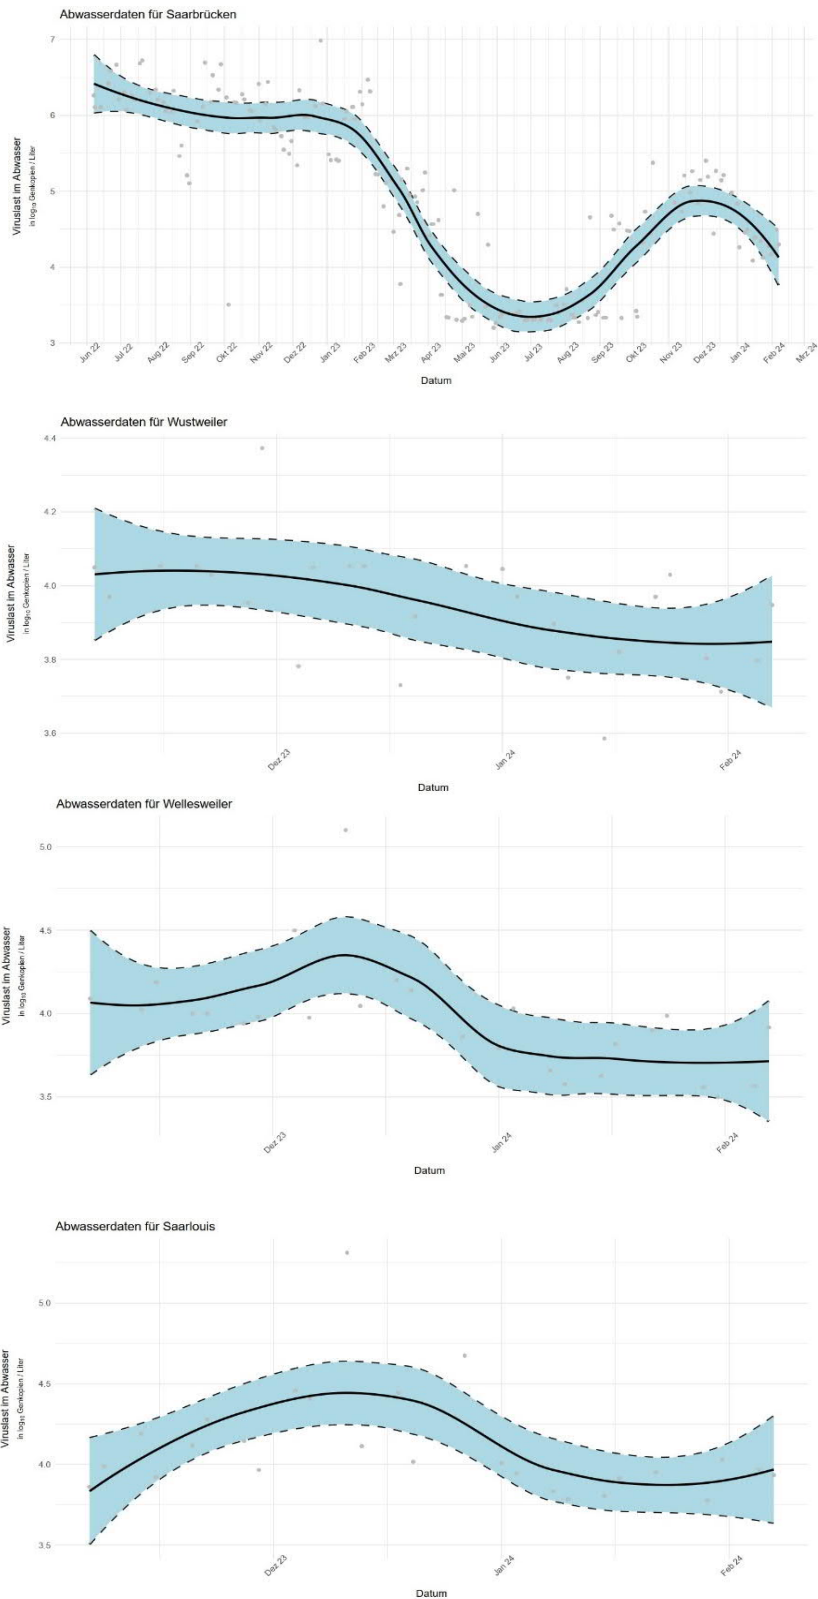 Abwasserdaten für Saarbrücken
7
6
5
4
3
Viruslast im Abwasser
in log₁₀ Genkopien / Liter
Jun 22
Jul 22
Aug 22
Sep 22
Okt 22
Nov 22
Dez 22
Jan 23
Feb 23
Mrz 23
Apr 23
Mai 23
Jun 23
Jul 23
Aug 23
Sep 23
Okt 23
Nov 23
Dez 23
Jan 24
Feb 24
Mrz 24
Datum
Abwasserdaten für Wustweiler
4.4
4.2
4.0
3.8
3.6
Viruslast im Abwasser
in log₁₀ Genkopien / Liter
Dez 23
Jan 24
Feb 24
Datum
Abwasserdaten für Wellesweiler
5.0
4.5
4.0
3.5
Viruslast im Abwasser
in log₁₀ Genkopien / Liter
Dez 23
Jan 24
Feb 24
Datum
Abwasserdaten für Saarlouis
5.0
4.5
4.0
3.5
Viruslast im Abwasser
in log₁₀ Genkopien / Liter
Dez 23
Jan 24
Feb 24
Datum